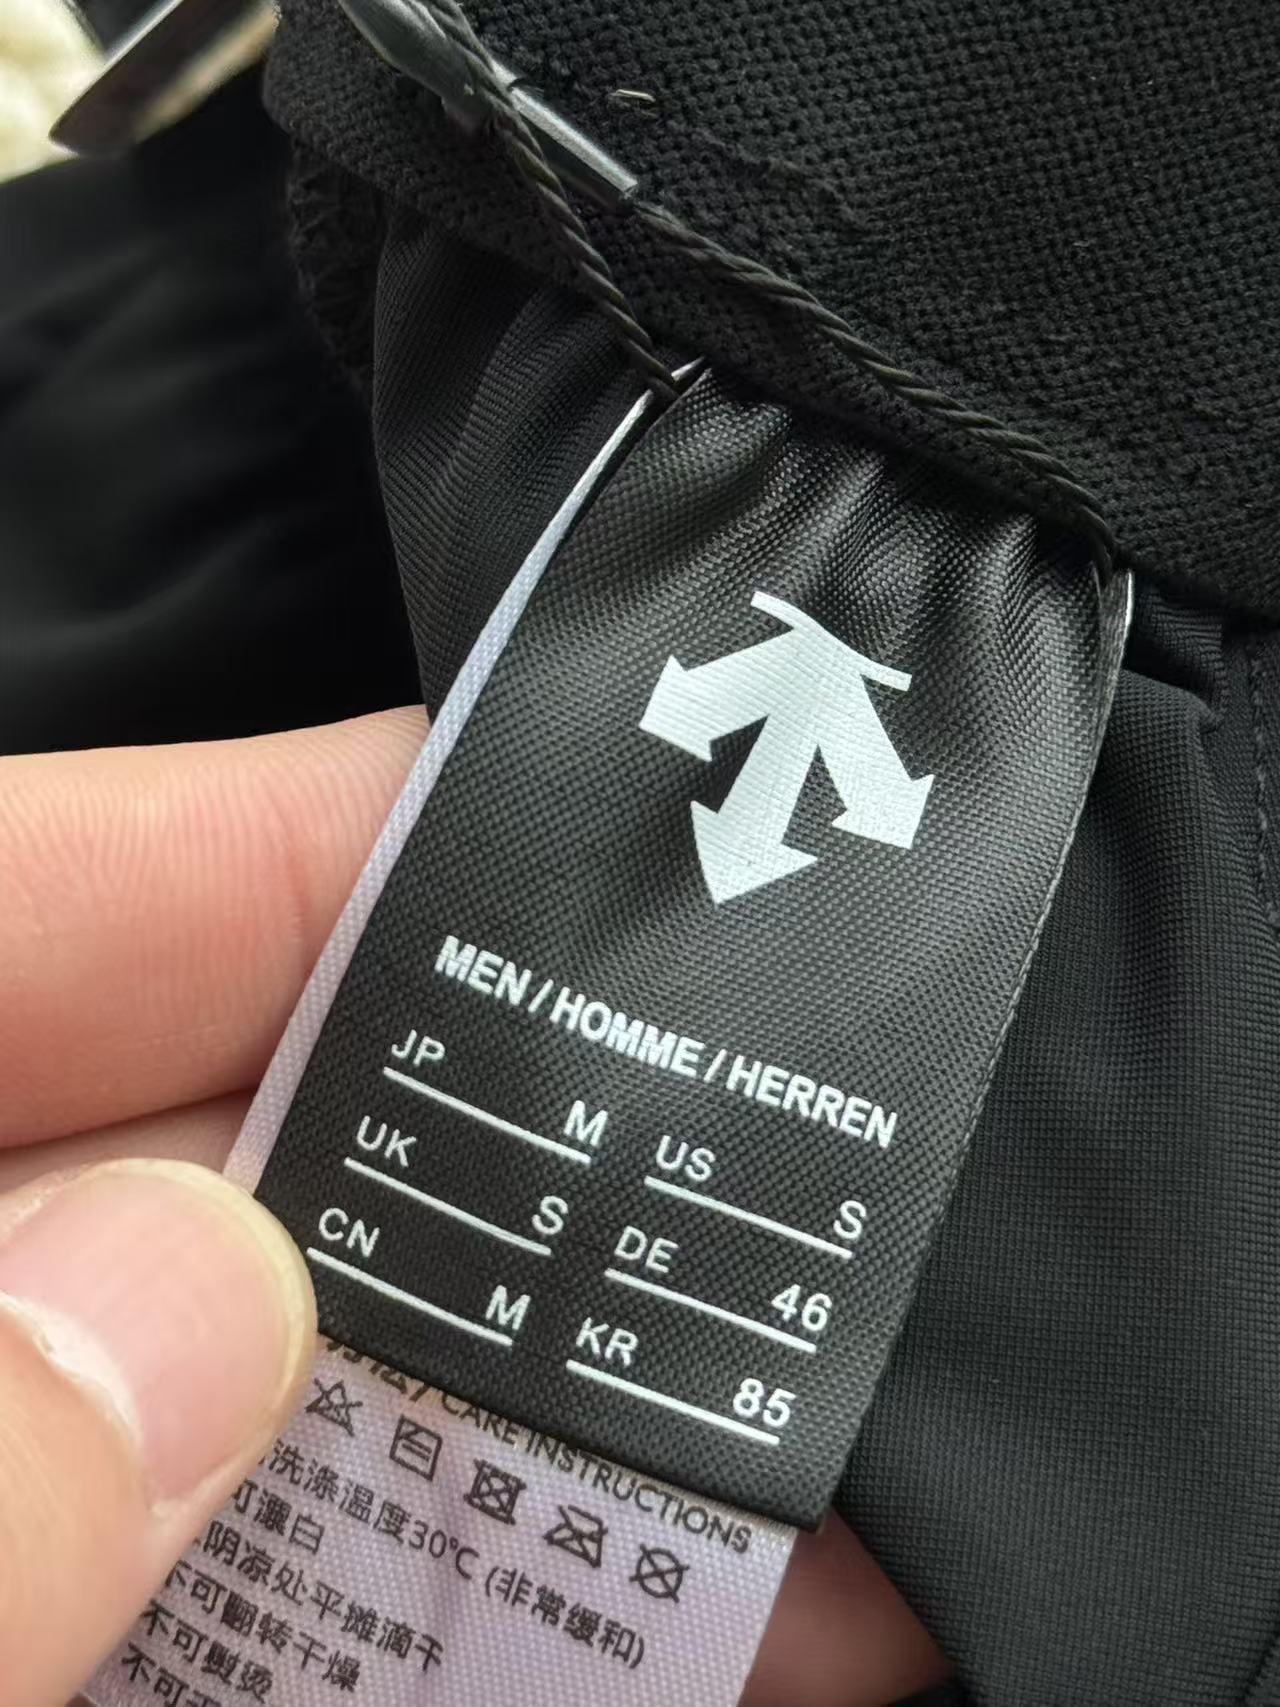 MEN / HOMME / HERREN
JP M US S
UK S DE 46
CN M KR 85
CARE INSTRUCTIONS
洗涤温度30℃ (非常缓和)
可漂白
阴凉处平摊滴干
不可翻转干燥
不可熨烫
不可